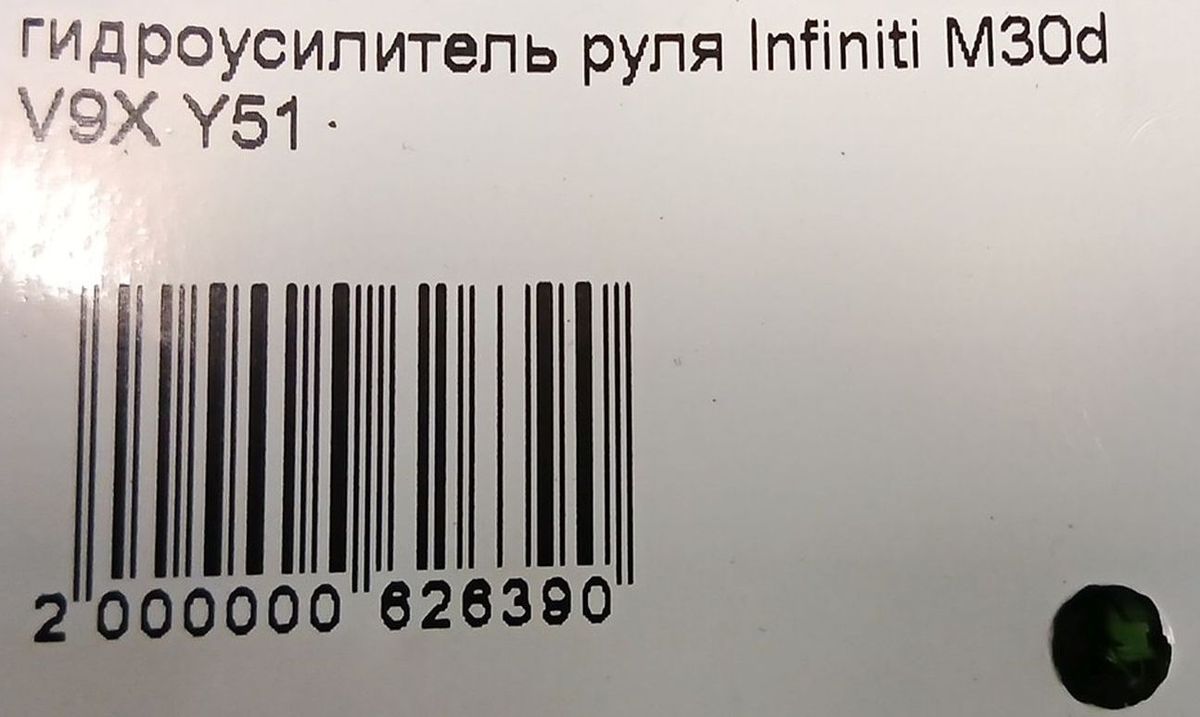 гидроусилитель руля Infiniti M30d
V9X Y51
2 000000 626390